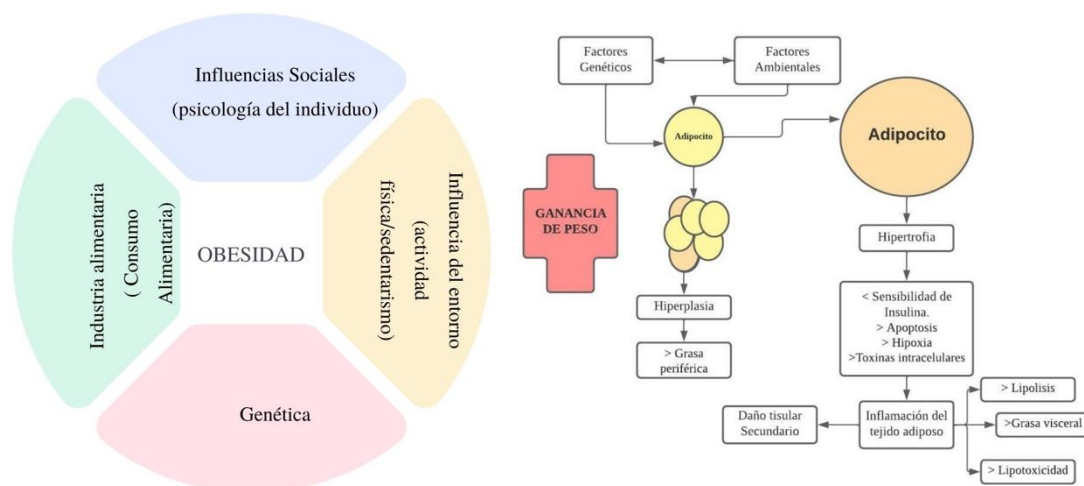 Influencias Sociales
(psicología del individuo)
Industria alimentaria
( Consumo
Alimentaria)
OBESIDAD
Influencia del entorno
(actividad
física/sedentarismo)
Genética
Factores
Genéticos
Factores
Ambientales
Adipocito
Adipocito
GANANCIA
DE PESO
Hipertrofia
Hiperplasia
< Sensibilidad de
Insulina.
> Apoptosis
> Hipoxia
>Toxinas intracelulares
> Grasa
periférica
Daño tisular
Secundario
Inflamación del
tejido adiposo
> Lipolisis
>Grasa visceral
> Lipotoxicidad